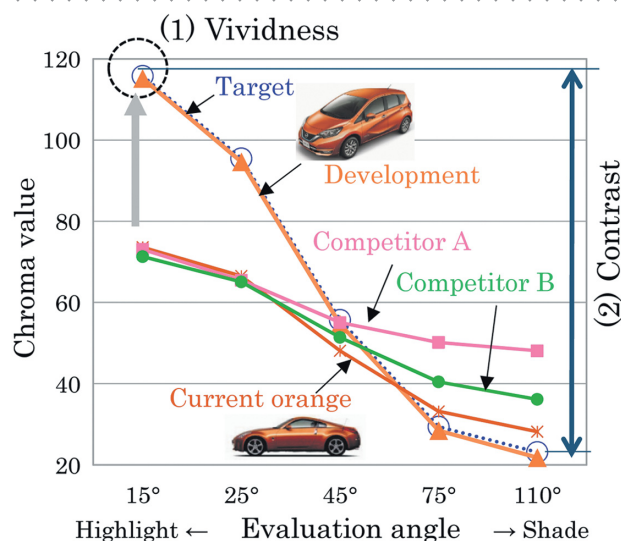 (1) Vividness
120
100
80
60
40
20
Chroma value
Target
Development
Competitor A
Competitor B
Current orange
(2) Contrast
15° 25° 45° 75° 110°
Highlight ← Evaluation angle → Shade